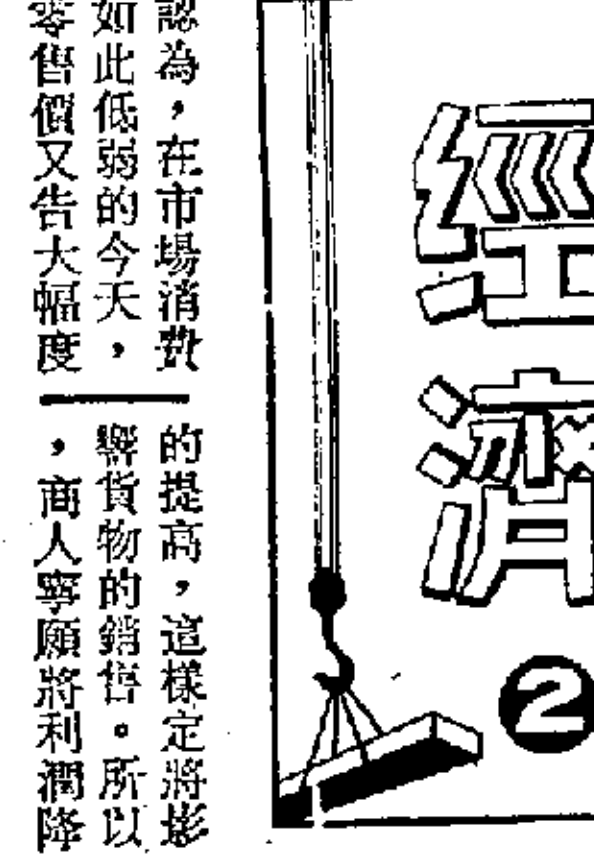 經濟
2
認為，在市場消費
如此低弱的今天，
零售價又告大幅度
的提高，這樣定將影
響貨物的銷售。所以
，商人寧願將利潤降